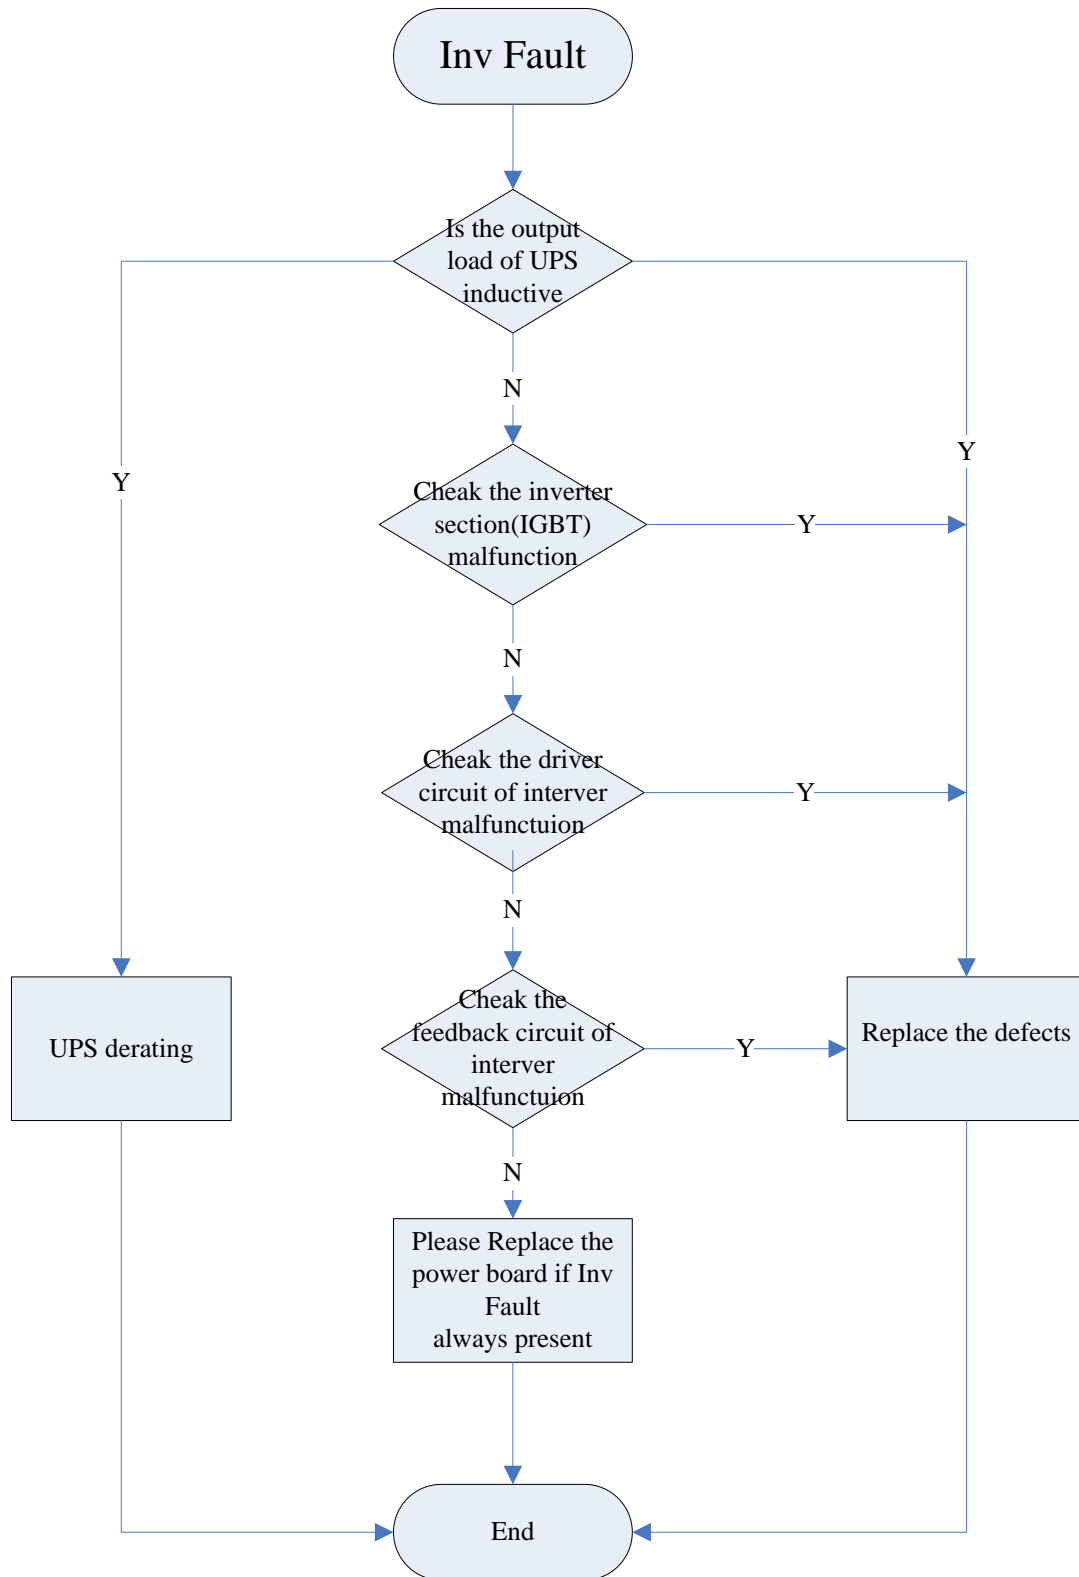 Inv Fault
Is the output
load of UPS
inductive
N
Y
Y
Cheak the inverter
section(IGBT)
malfunction
Y
N
Cheak the driver
circuit of interver
malfunctuion
Y
N
Cheak the
feedback circuit of
interver
malfunctuion
Y
UPS derating
Replace the defects
N
Please Replace the
power board if Inv
Fault
always present
End